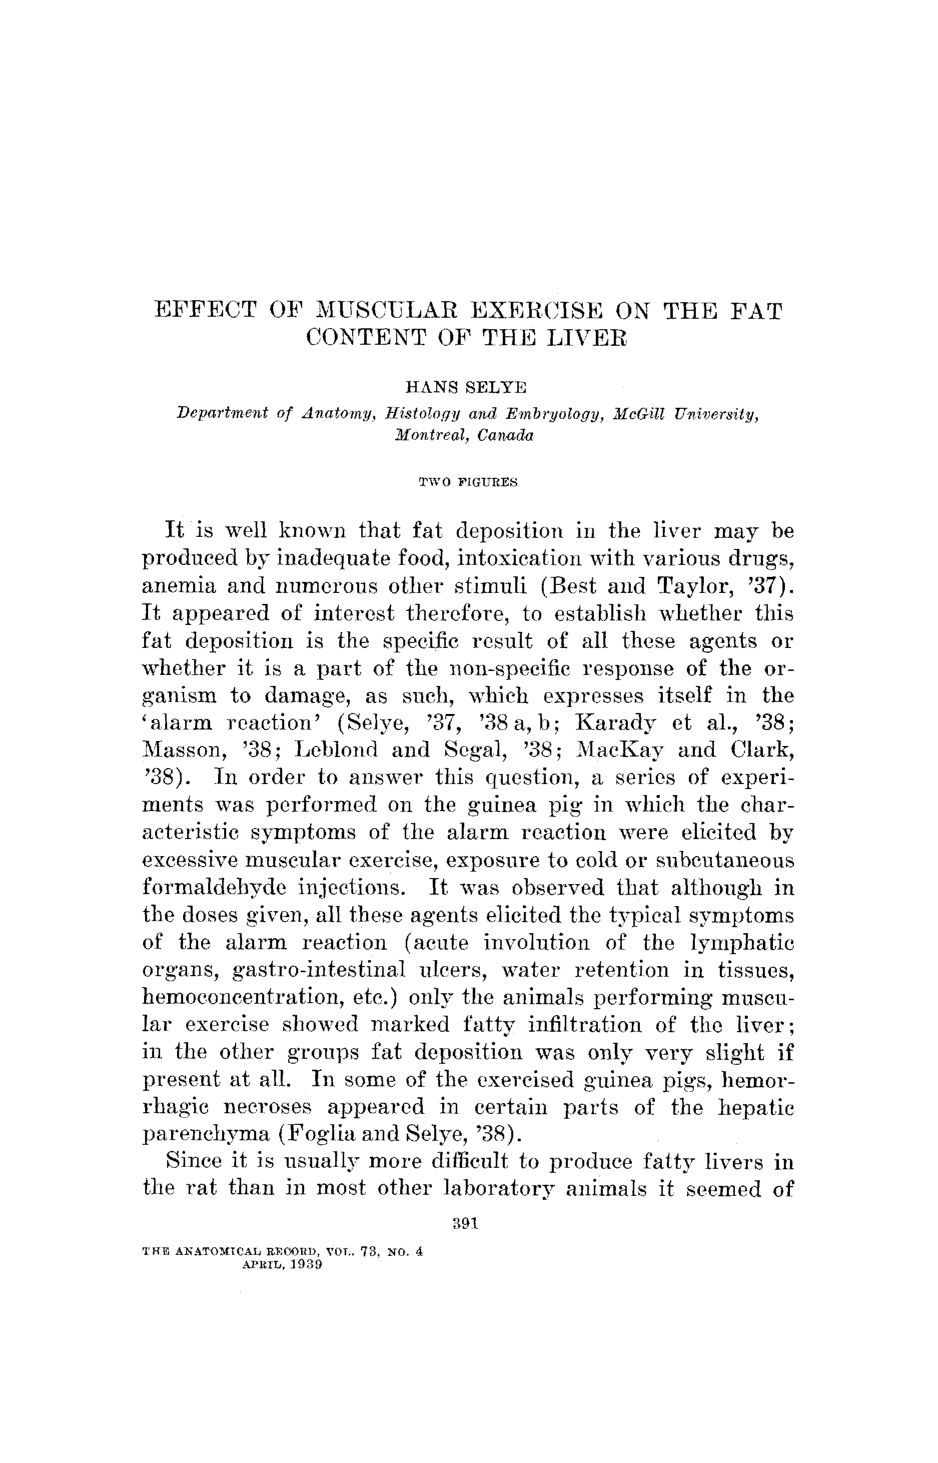 EFFECT OF MUSCULAR EXERCISE ON THE FAT
CONTENT OF THE LIVER
HANS SELYE
Department of Anatomy, Histology and Embryology, McGill University,
Montreal, Canada
TWO FIGURES
It is well known that fat deposition in the liver may be
produced by inadequate food, intoxication with various drugs,
anemia and numerous other stimuli (Best and Taylor, ’37).
It appeared of interest therefore, to establish whether this
fat deposition is the specific result of all these agents or
whether it is a part of the non-specific response of the or-
ganism to damage, as such, which expresses itself in the
‘alarm reaction’ (Selye, ’37, ’38 a, b; Karady et al., ’38;
Masson, ’38; Leblond and Segal, ’38; MacKay and Clark,
’38). In order to answer this question, a series of experi-
ments was performed on the guinea pig in which the char-
acteristic symptoms of the alarm reaction were elicited by
excessive muscular exercise, exposure to cold or subcutaneous
formaldehyde injections. It was observed that although in
the doses given, all these agents elicited the typical symptoms
of the alarm reaction (acute involution of the lymphatic
organs, gastro-intestinal ulcers, water retention in tissues,
hemoconcentration, etc.) only the animals performing muscu-
lar exercise showed marked fatty infiltration of the liver;
in the other groups fat deposition was only very slight if
present at all. In some of the exercised guinea pigs, hemor-
rhagic necroses appeared in certain parts of the hepatic
parenchyma (Foglia and Selye, ’38).
Since it is usually more difficult to produce fatty livers in
the rat than in most other laboratory animals it seemed of
391
THE ANATOMICAL RECORD, VOL. 73, NO. 4
APRIL, 1939